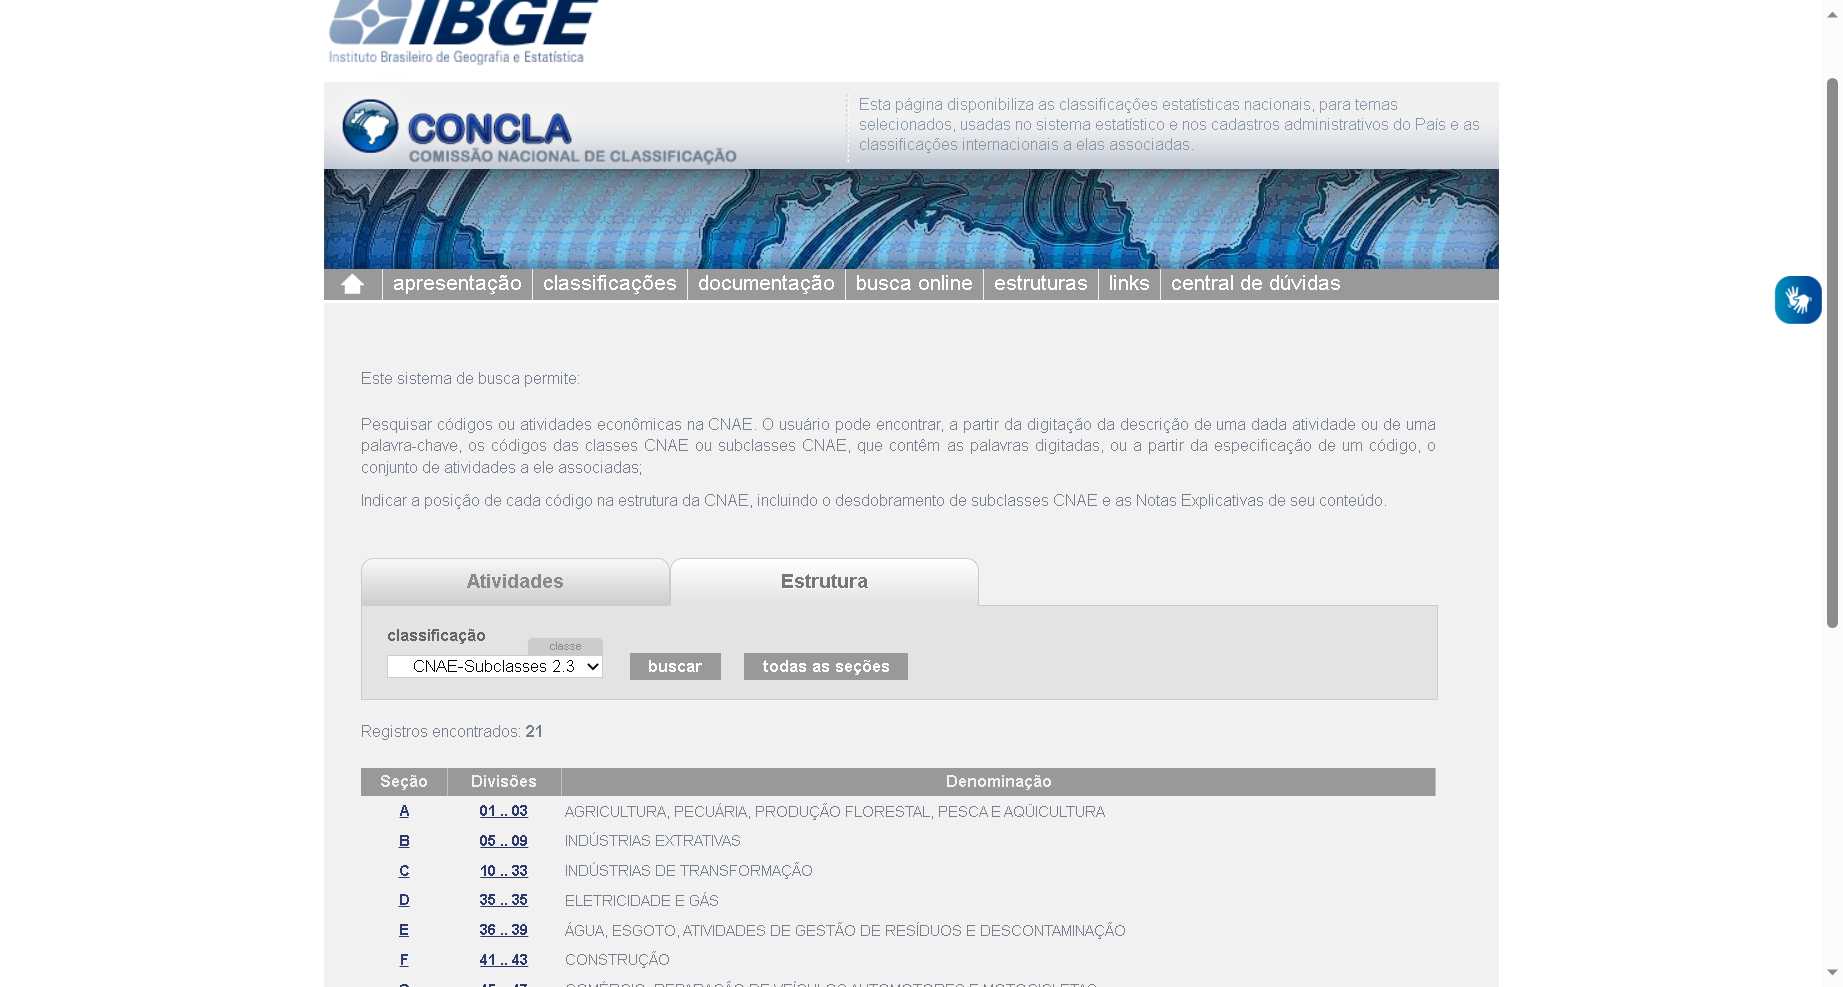 IBGE
Instituto Brasileiro de Geografia e Estatística
CONCLA
COMISSÃO NACIONAL DE CLASSIFICAÇÃO
Esta página disponibiliza as classificações estatísticas nacionais, para temas
selecionados, usadas no sistema estatístico e nos cadastros administrativos do País e as
classificações internacionais a elas associadas.
apresentação classificações documentação busca online estruturas links central de dúvidas
Este sistema de busca permite:
Pesquisar códigos ou atividades econômicas na CNAE. O usuário pode encontrar, a partir da digitação da descrição de uma dada atividade ou de uma
palavra-chave, os códigos das classes CNAE ou subclasses CNAE, que contêm as palavras digitadas, ou a partir da especificação de um código, o
conjunto de atividades a ele associadas;
Indicar a posição de cada código na estrutura da CNAE, incluindo o desdobramento de subclasses CNAE e as Notas Explicativas de seu conteúdo.
Atividades Estrutura
classificação
classe
CNAE-Subclasses 2.3 buscar todas as seções
Registros encontrados: 21
Seção Divisões Denominação
A 01 .. 03 AGRICULTURA, PECUÁRIA, PRODUÇÃO FLORESTAL, PESCA E AQÜICULTURA
B 05 .. 09 INDÚSTRIAS EXTRATIVAS
C 10 .. 33 INDÚSTRIAS DE TRANSFORMAÇÃO
D 35 .. 35 ELETRICIDADE E GÁS
E 36 .. 39 ÁGUA, ESGOTO, ATIVIDADES DE GESTÃO DE RESÍDUOS E DESCONTAMINAÇÃO
F 41 .. 43 CONSTRUÇÃO
COMÉRCIO, REPARAÇÃO DE VEÍCULOS AUTOMOTORES E MOTOCICLETAS